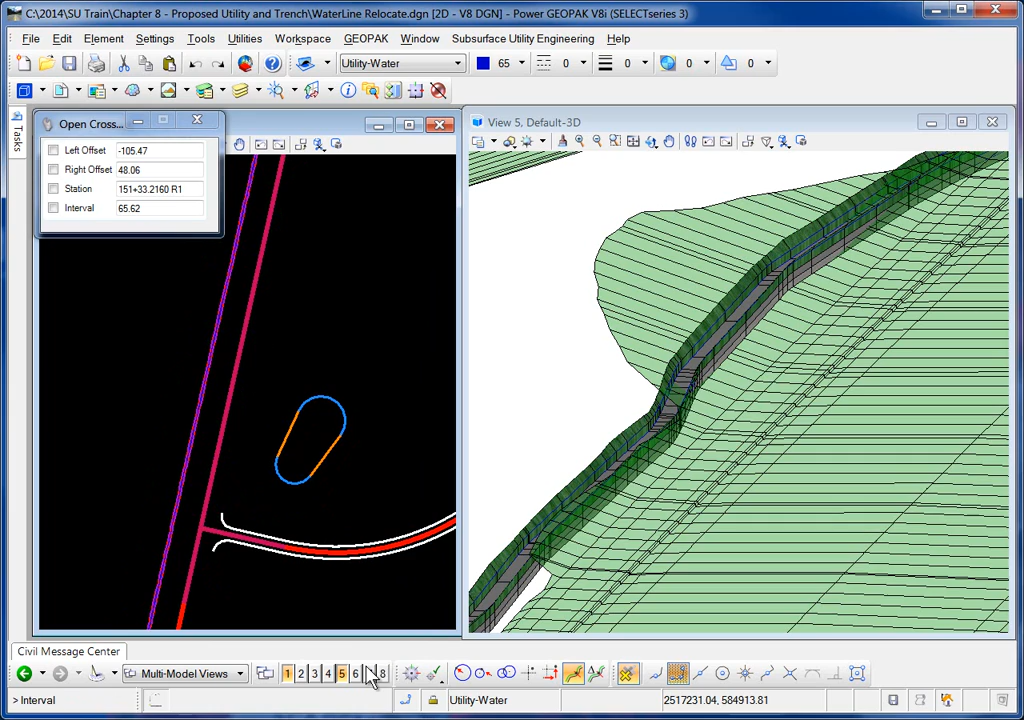 C:\2014\SU Train\Chapter 8 - Proposed Utility and Trench\WaterLine Relocate.dgn [2D - V8 DGN] - Power GEOPAK V8i (SELECTseries 3)
File Edit Element Settings Tools Utilities Workspace GEOPAK Window Subsurface Utility Engineering Help
Utility-Water 65 0 0 0 0
Open Cross...
Left Offset -105.47
Right Offset 48.06
Station 151+33.2160 R1
Interval 65.62
View 5, Default-3D
Tasks
Civil Message Center
Multi-Model Views 1 2 3 4 5 6 8
> Interval Utility-Water 2517231.04, 584913.81